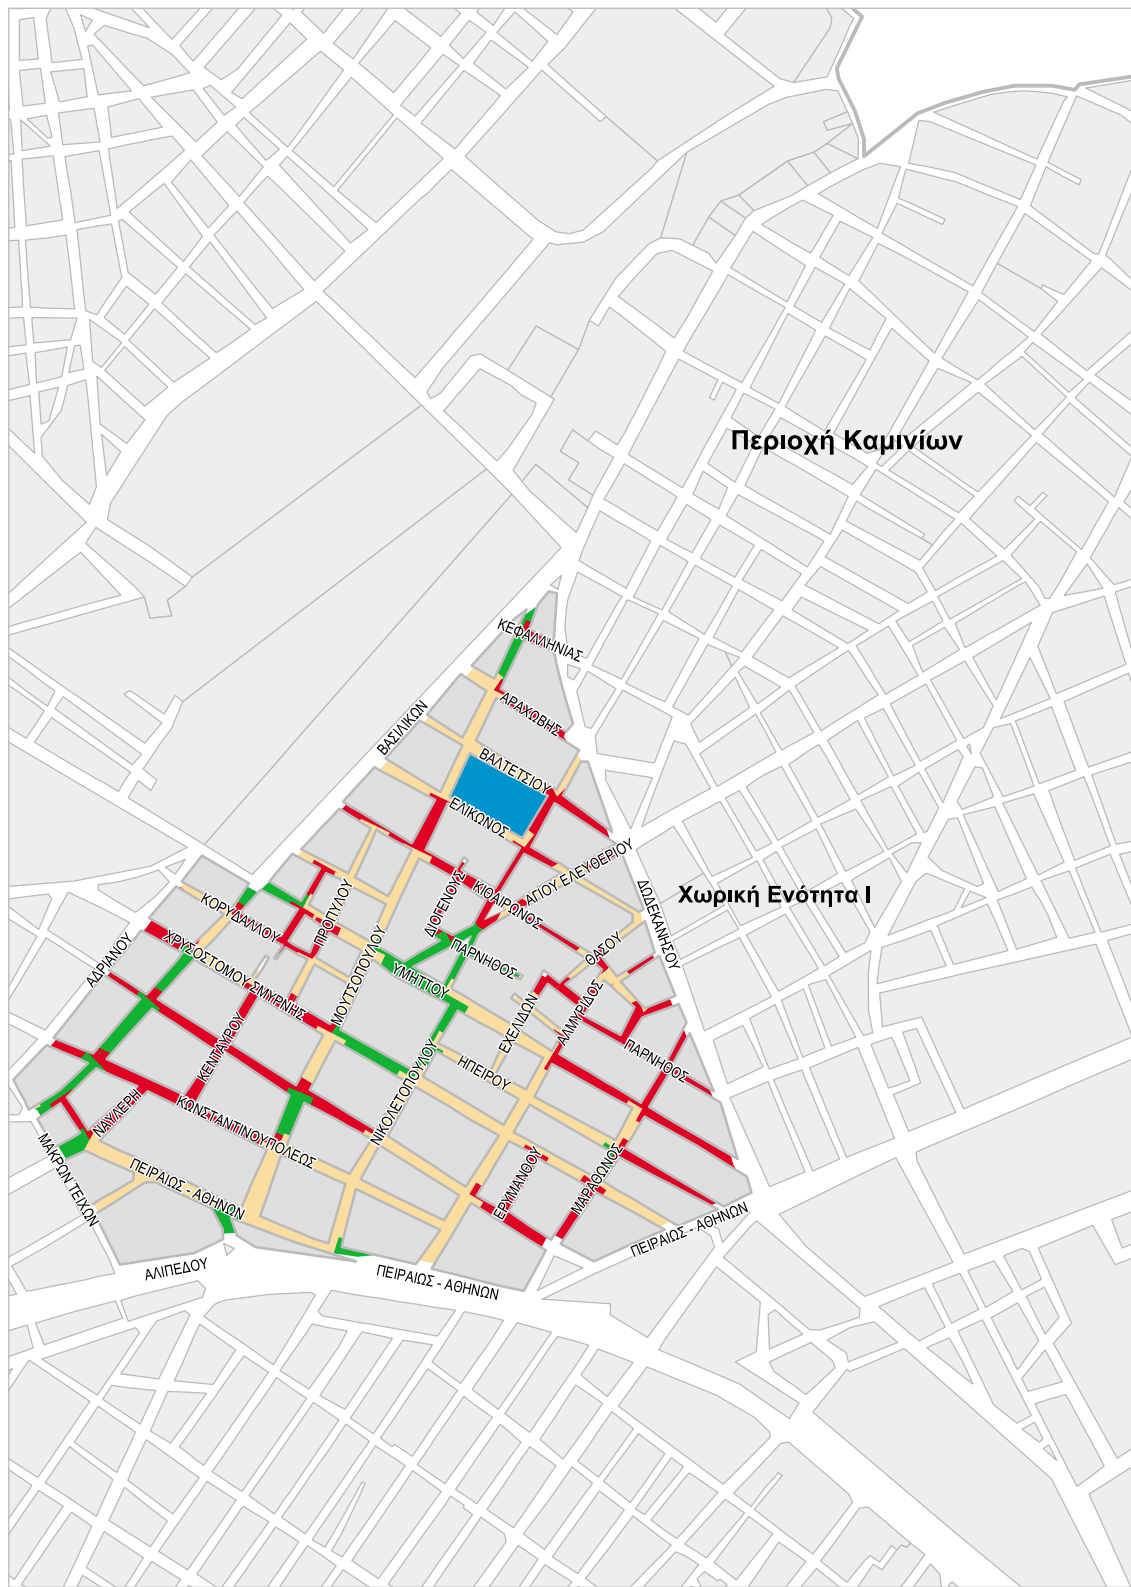 Περιοχή Καμινίων
ΚΕΦΑΛΛΗΝΙΑΣ
ΑΡΑΧΩΒΗΣ
ΒΑΣΙΛΙΚΩΝ
ΒΑΛΤΕΤΣΙΟΥ
ΕΛΙΚΩΝΟΣ
ΑΓΙΟΥ ΕΛΕΥΘΕΡΙΟΥ
ΔΩΔΕΚΑΝΗΣΟΥ
Χωρική Ενότητα Ι
ΚΙΘΑΙΡΩΝΟΣ
ΔΙΟΓΕΝΟΥΣ
ΠΡΟΠΥΛΟΥ
ΚΟΡΥΔΑΛΛΟΥ
ΑΔΡΙΑΝΟΥ
ΧΡΥΣΟΣΤΟΜΟΥ ΣΜΥΡΝΗΣ
ΜΟΥΤΣΟΠΟΥΛΟΥ
ΥΜΗΤΤΟΥ
ΠΑΡΝΗΘΟΣ
ΘΑΣΟΥ
ΕΧΕΛΙΔΩΝ
ΑΛΜΥΡΙΔΟΣ
ΠΑΡΝΗΘΟΣ
ΚΕΝΤΑΥΡΟΥ
ΗΠΕΙΡΟΥ
ΝΙΚΟΛΕΤΟΠΟΥΛΟΥ
ΝΑΥΛΕΡΗ
ΚΩΝΣΤΑΝΤΙΝΟΥΠΟΛΕΩΣ
ΜΑΚΡΩΝ ΤΕΙΧΩΝ
ΠΕΙΡΑΙΩΣ - ΑΘΗΝΩΝ
ΕΡΥΜΑΝΘΟΥ
ΜΑΡΑΘΩΝΟΣ
ΠΕΙΡΑΙΩΣ - ΑΘΗΝΩΝ
ΑΛΙΠΕΔΟΥ
ΠΕΙΡΑΙΩΣ - ΑΘΗΝΩΝ